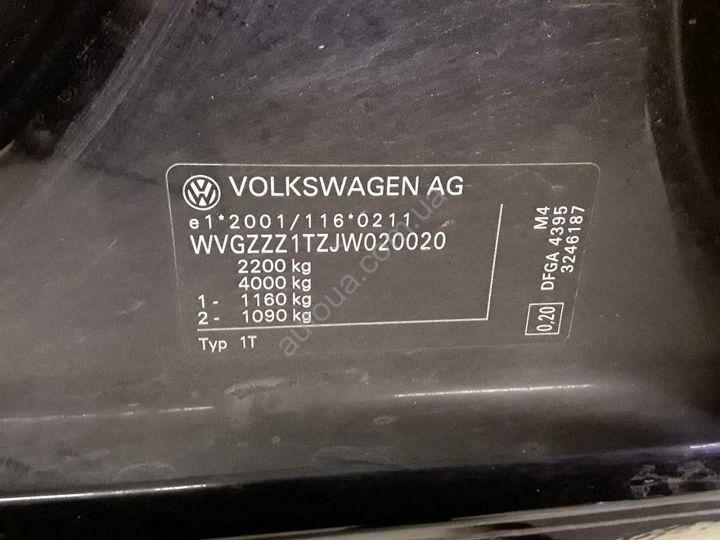 VOLKSWAGEN AG
e1*2001/116*0211
WVGZZZ1TZJW020020
2200 kg
4000 kg
1- 1160 kg
2- 1090 kg
Typ 1T
M4
DFGA 4395
3246187
0.20
autoua.com.ua